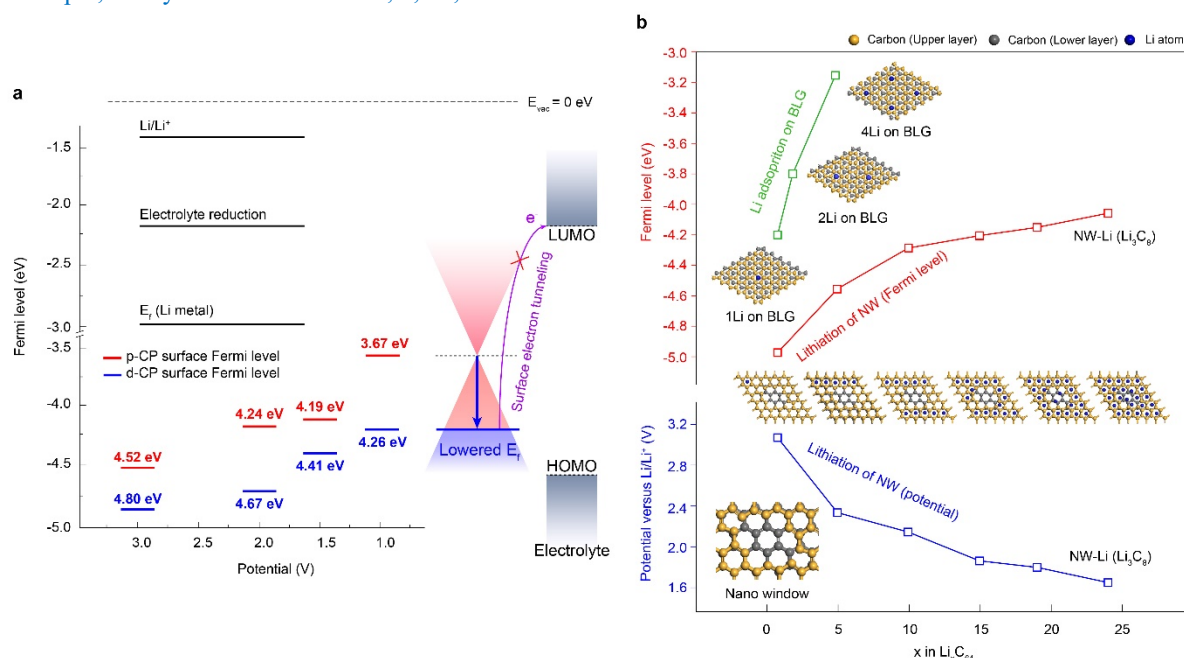 a
E_vac = 0 eV
Li/Li⁺
Electrolyte reduction
E_f (Li metal)
p-CP surface Fermi level
d-CP surface Fermi level
Fermi level (eV)
-1.5
-2.0
-2.5
-3.0
-3.5
-4.0
-4.5
-5.0
4.52 eV
4.80 eV
4.24 eV
4.67 eV
4.19 eV
4.41 eV
3.67 eV
4.26 eV
3.0
2.5
2.0
1.5
1.0
Potential (V)
e
LUMO
Surface electron tunneling
Lowered E_f
HOMO
Electrolyte
b
Carbon (Upper layer) Carbon (Lower layer) Li atom
Fermi level (eV)
-3.0
-3.2
-3.4
-3.6
-3.8
-4.0
-4.2
-4.4
-4.6
-4.8
-5.0
Li adsopriton on BLG
4Li on BLG
2Li on BLG
1Li on BLG
NW-Li (Li₃C₈)
Lithiation of NW (Fermi level)
Potential versus Li/Li⁺ (V)
3.2
2.8
2.4
2.0
1.6
Lithiation of NW (potential)
NW-Li (Li₃C₈)
Nano window
0 5 10 15 20 25
x in